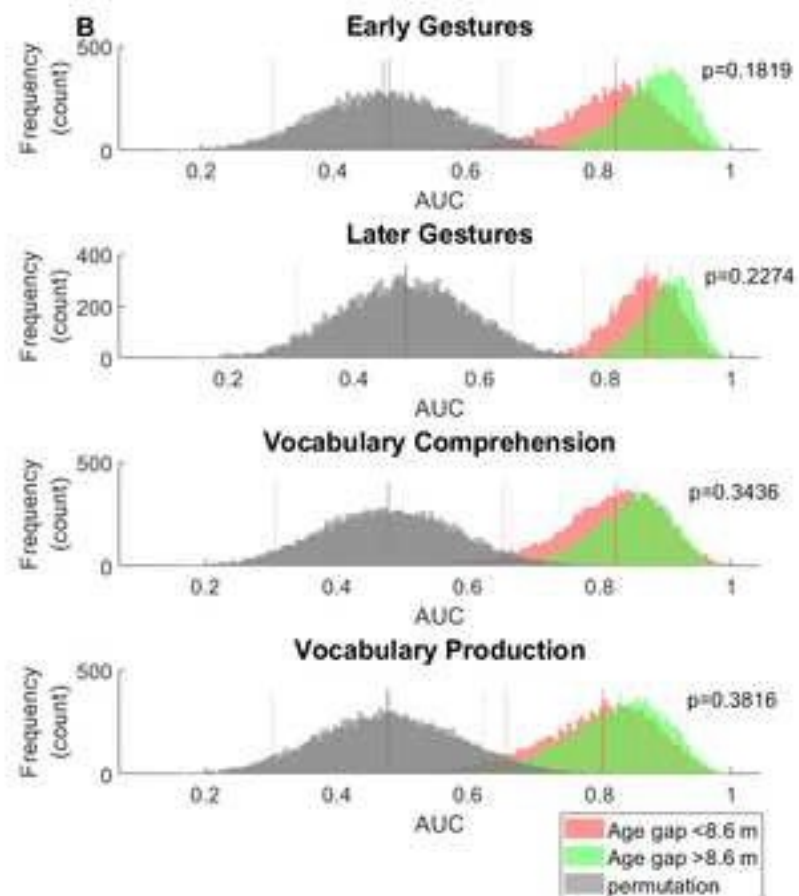 B
Early Gestures
500
0
Frequency
(count)
p=0.1819
0.2 0.4 0.6 0.8 1
AUC
Later Gestures
400
200
0
Frequency
(count)
p=0.2274
0.2 0.4 0.6 0.8 1
AUC
Vocabulary Comprehension
500
0
Frequency
(count)
p=0.3436
0.2 0.4 0.6 0.8 1
AUC
Vocabulary Production
500
0
Frequency
(count)
p=0.3816
0.2 0.4 0.6 0.8 1
AUC
Age gap <8.6 m
Age gap >8.6 m
permutation